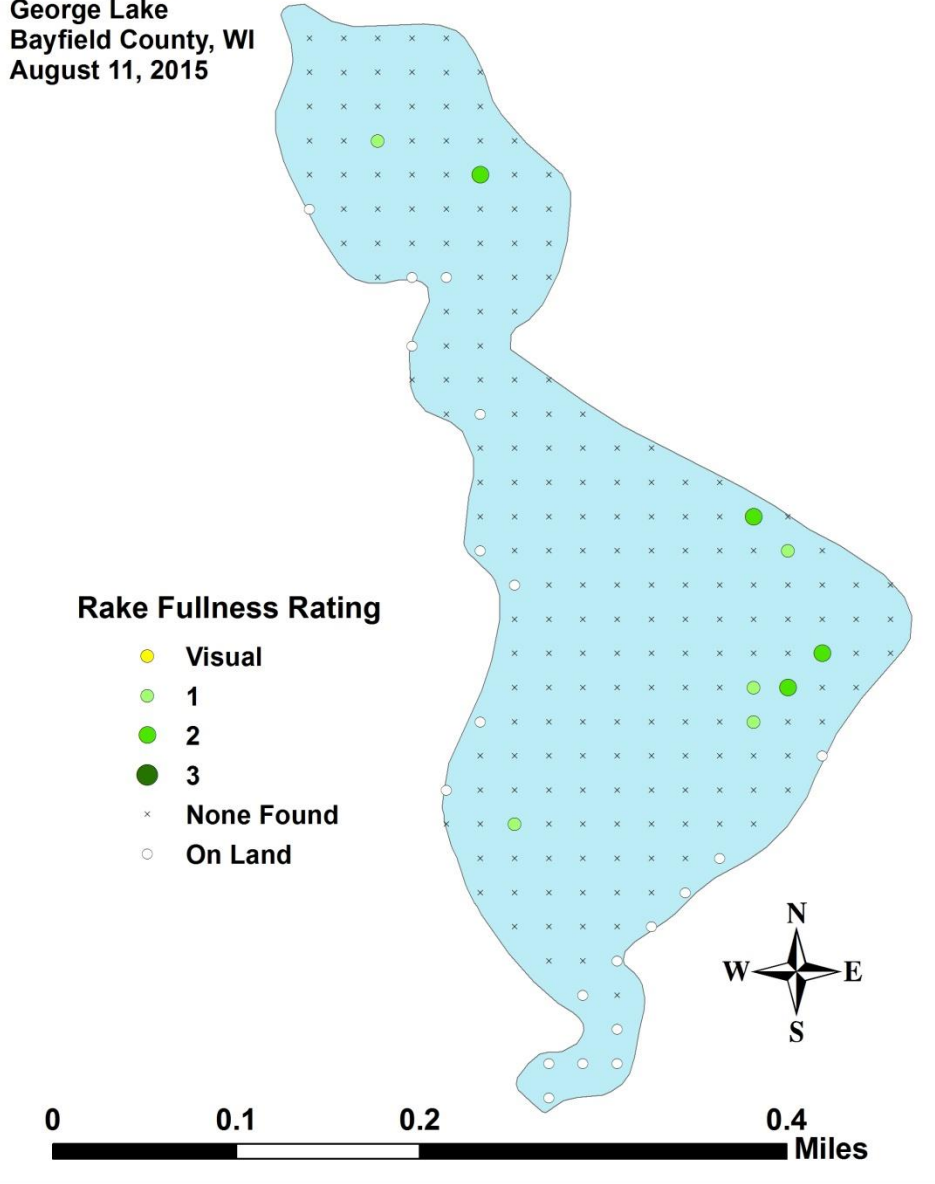 George Lake
Bayfield County, WI
August 11, 2015
Rake Fullness Rating
Visual
1
2
3
None Found
On Land
N
W E
S
0 0.1 0.2 0.4
Miles